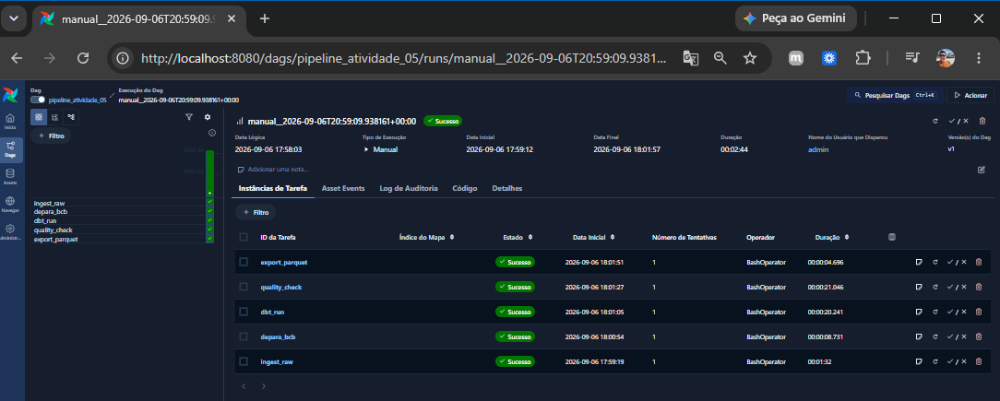 manual__2026-09-06T20:59:09.9
Peça ao Gemini
http://localhost:8080/dags/pipeline_atividade_05/runs/manual__2026-09-06T20:59:09.9381...
Dag
pipeline_atividade_05
/
Execução do Dag
manual__2026-09-06T20:59:09.938161+00:00
Pesquisar Dags Ctrl+K
Acionar
Início
Dags
Assets
Navegar
Administr...
+ Filtro
00:02:44
00:01:22
ingest_raw
depara_bcb
dbt_run
quality_check
export_parquet
manual__2026-09-06T20:59:09.938161+00:00 Sucesso
Data Lógica Tipo de Execução Data Inicial Data Final Duração Nome do Usuário que Disparou Versão(s) do Dag
2026-09-06 17:58:03 Manual 2026-09-06 17:59:12 2026-09-06 18:01:57 00:02:44 admin v1
Adicionar uma nota...
Instâncias de Tarefa Asset Events Log de Auditoria Código Detalhes
+ Filtro
ID da Tarefa Índice do Mapa Estado Data Inicial Número de Tentativas Operador Duração
export_parquet Sucesso 2026-09-06 18:01:51 1 BashOperator 00:00:04.696
quality_check Sucesso 2026-09-06 18:01:27 1 BashOperator 00:00:21.046
dbt_run Sucesso 2026-09-06 18:01:05 1 BashOperator 00:00:20.241
depara_bcb Sucesso 2026-09-06 18:00:54 1 BashOperator 00:00:08.731
ingest_raw Sucesso 2026-09-06 17:59:19 1 BashOperator 00:01:32